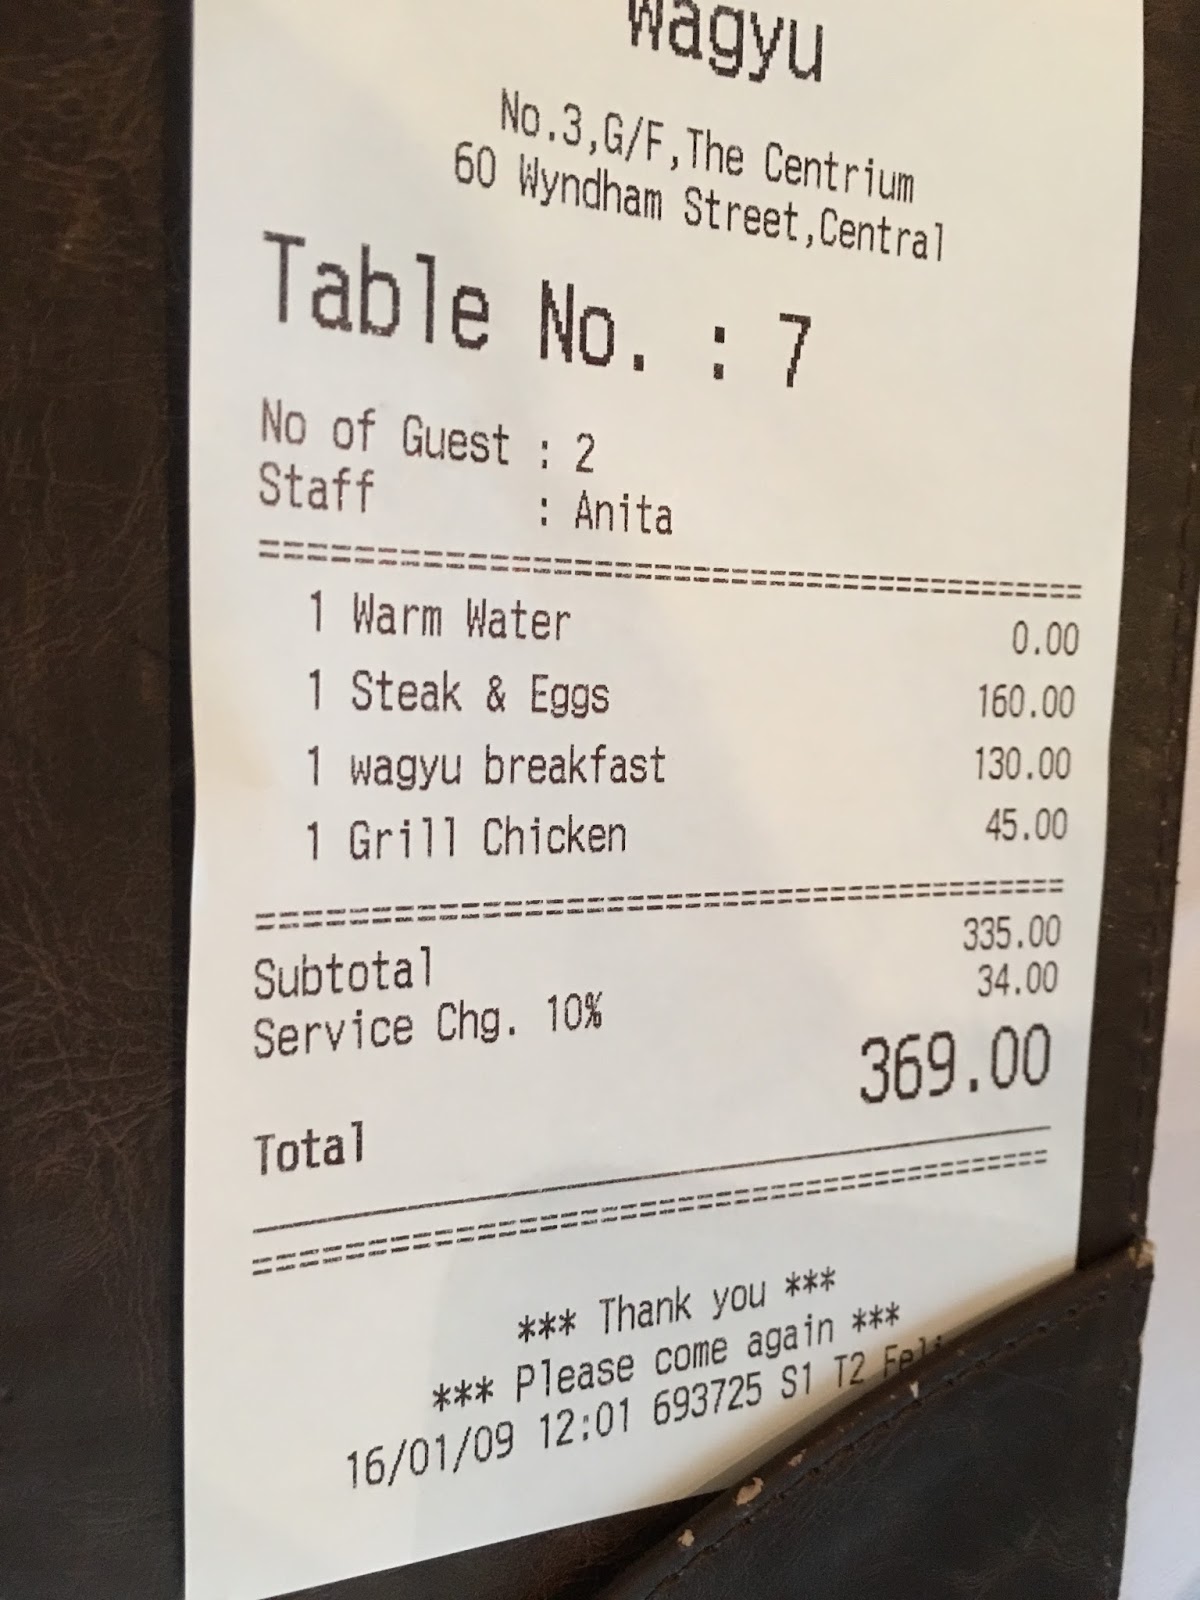 wagyu
No.3,G/F,The Centrium
60 Wyndham Street,Central
Table No. : 7
No of Guest : 2
Staff : Anita
1 Warm Water 0.00
1 Steak & Eggs 160.00
1 wagyu breakfast 130.00
1 Grill Chicken 45.00
Subtotal 335.00
Service Chg. 10% 34.00
Total 369.00
*** Thank you ***
*** Please come again ***
16/01/09 12:01 693725 S1 T2